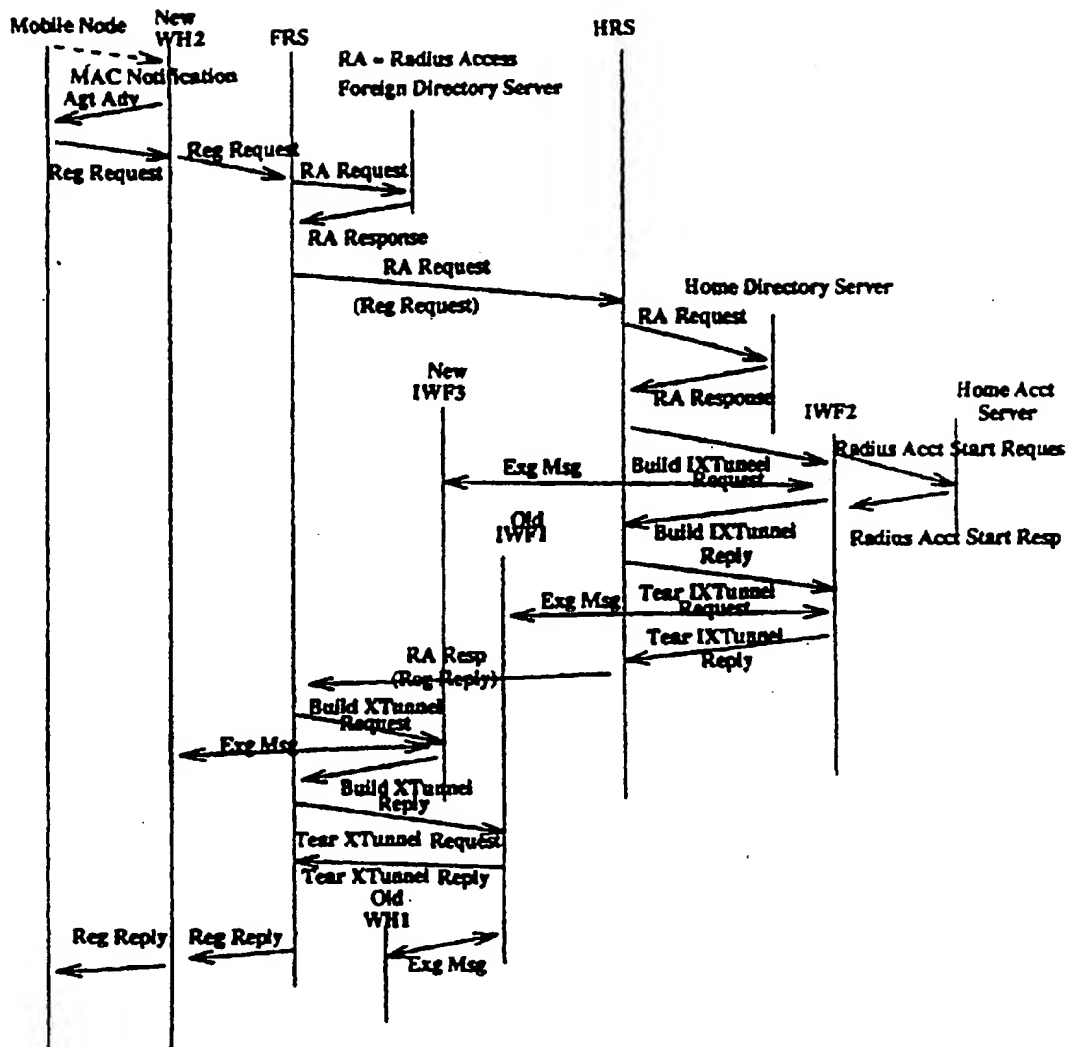 Mobile Node
New
WH2
FRS
HRS
RA = Radius Access
Foreign Directory Server
MAC Notification
Agt Adv
Reg Request
Reg Request
RA Request
RA Response
RA Request
(Reg Request)
Home Directory Server
RA Request
RA Response
New
IWF3
IWF2
Home Acct
Server
Radius Acct Start Reques
Exg Msg
Build IXTunnel
Request
Old
IWF1
Build IXTunnel
Reply
Radius Acct Start Resp
Exg Msg
Tear IXTunnel
Request
Tear IXTunnel
Reply
RA Resp
(Reg Reply)
Build XTunnel
Request
Exg Msg
Build XTunnel
Reply
Tear XTunnel Request
Tear XTunnel Reply
Old
WH1
Reg Reply
Reg Reply
Exg Msg